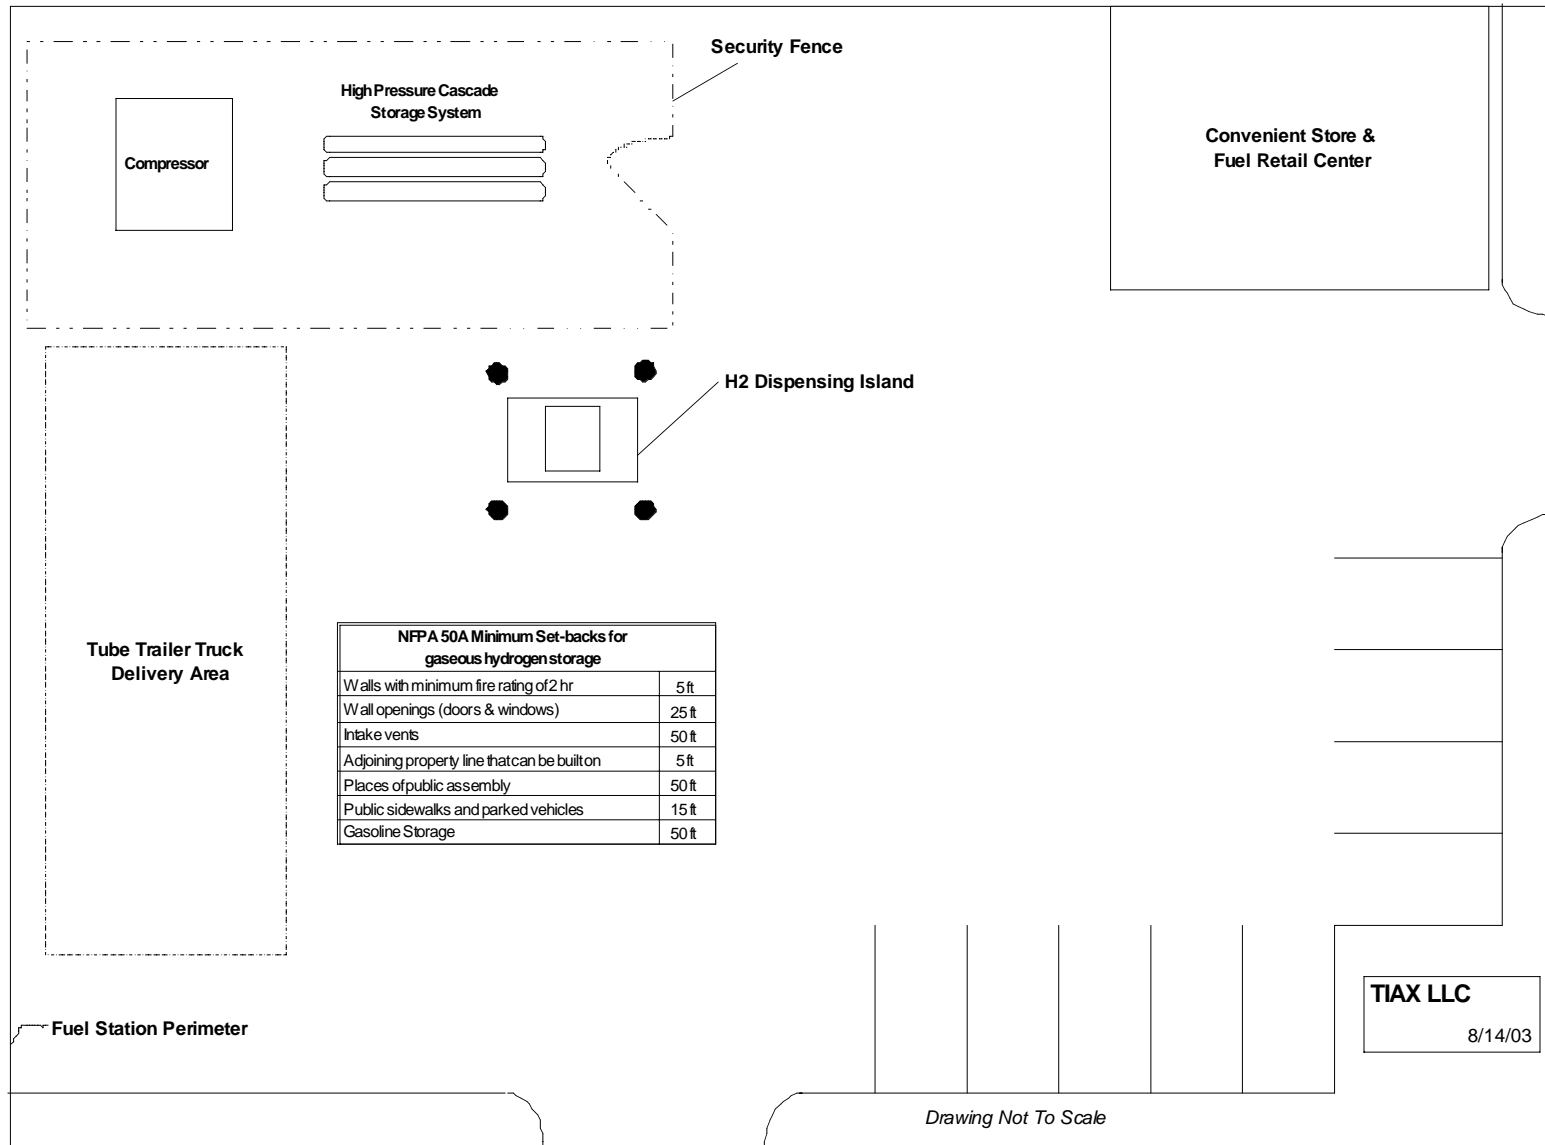 Security Fence
High Pressure Cascade
Storage System
Compressor
Convenient Store &
Fuel Retail Center
H2 Dispensing Island
Tube Trailer Truck
Delivery Area
NFPA 50A Minimum Set-backs for
gaseous hydrogen storage
Walls with minimum fire rating of 2 hr 5 ft
Wall openings (doors & windows) 25 ft
Intake vents 50 ft
Adjoining property line that can be built on 5 ft
Places of public assembly 50 ft
Public sidewalks and parked vehicles 15 ft
Gasoline Storage 50 ft
Fuel Station Perimeter
TIAX LLC
8/14/03
Drawing Not To Scale